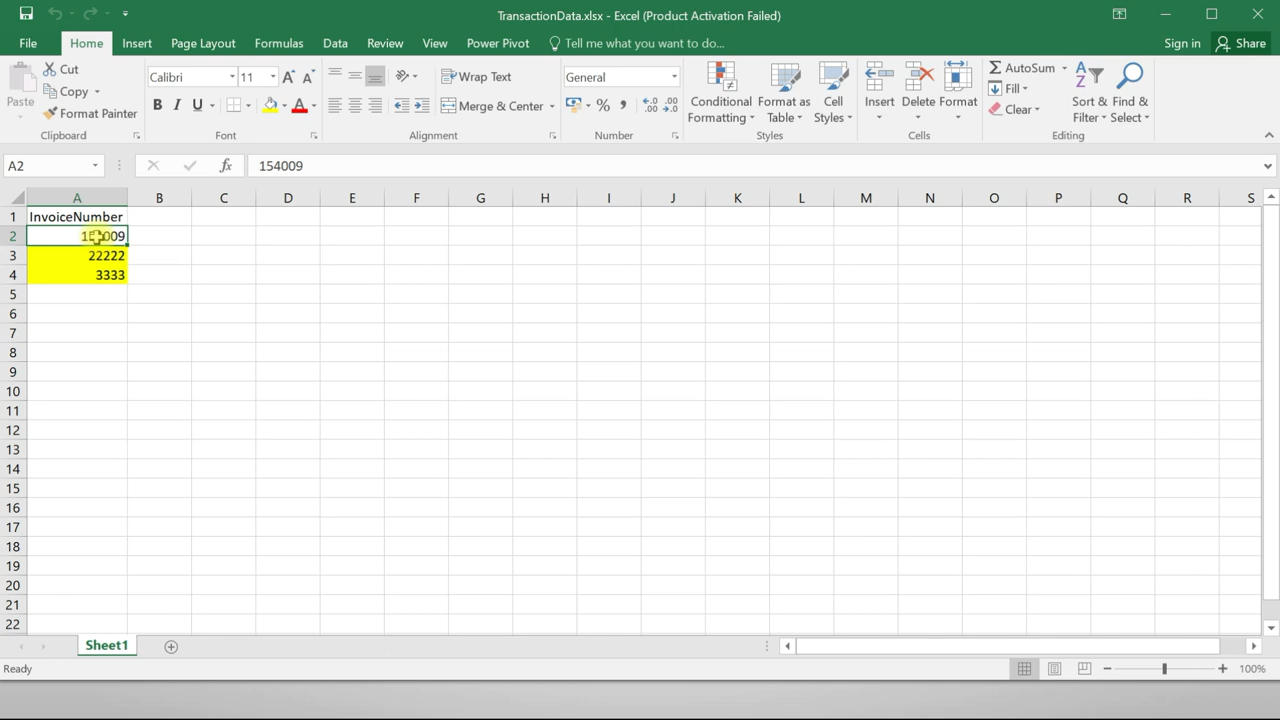 TransactionData.xlsx - Excel (Product Activation Failed)
File Home Insert Page Layout Formulas Data Review View Power Pivot Tell me what you want to do... Sign in Share
Paste
Cut
Copy
Format Painter
Clipboard
Calibri 11
B I U
Font
Wrap Text
Merge & Center
Alignment
General
% ,
Number
Conditional Formatting
Format as Table
Cell Styles
Styles
Insert
Delete
Format
Cells
AutoSum
Fill
Clear
Sort & Filter
Find & Select
Editing
A2 fx 154009
A B C D E F G H I J K L M N O P Q R S
1 InvoiceNumber
2 154009
3 22222
4 3333
5
6
7
8
9
10
11
12
13
14
15
16
17
18
19
20
21
22
Sheet1
Ready 100%